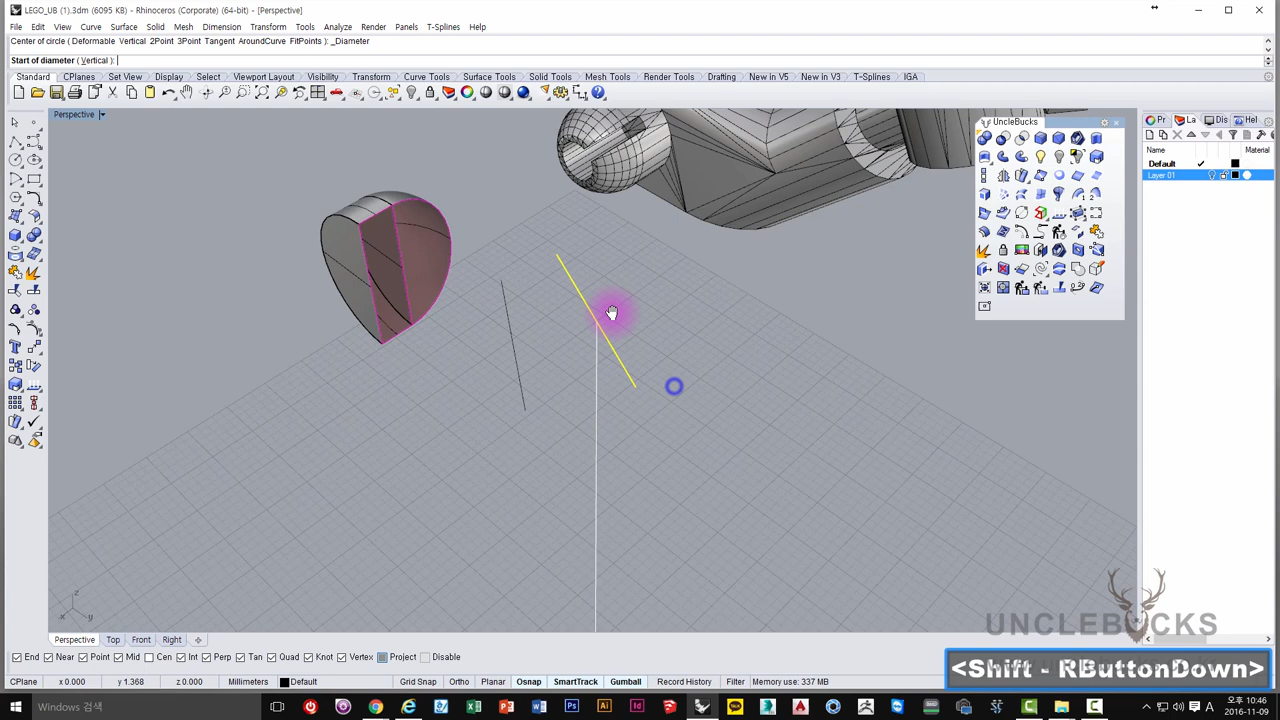 LEGO_UB (1).3dm (6095 KB) - Rhinoceros (Corporate) (64-bit) - [Perspective]
File Edit View Curve Surface Solid Mesh Dimension Transform Tools Analyze Render Panels T-Splines Help
Center of circle ( Deformable Vertical 2Point 3Point Tangent AroundCurve FitPoints ): _Diameter
Start of diameter ( Vertical ):
Standard CPlanes Set View Display Select Viewport Layout Visibility Transform Curve Tools Surface Tools Solid Tools Mesh Tools Render Tools Drafting New in V5 New in V3 T-Splines IGA
Perspective
UncleBucks
Pr La Dis Hel
Name Material
Default
Layer 01
z
x y
UNCLEBUCKS
Perspective Top Front Right
End Near Point Mid Cen Int Perp Tan Quad Knot Vertex Project Disable
<Shift - RButtonDown>
CPlane x 0.000 y 1.368 z 0.000 Millimeters Default Grid Snap Ortho Planar Osnap SmartTrack Gumball Record History Filter Memory use: 337 MB
Windows 검색
A
오후 10:46
2016-11-09